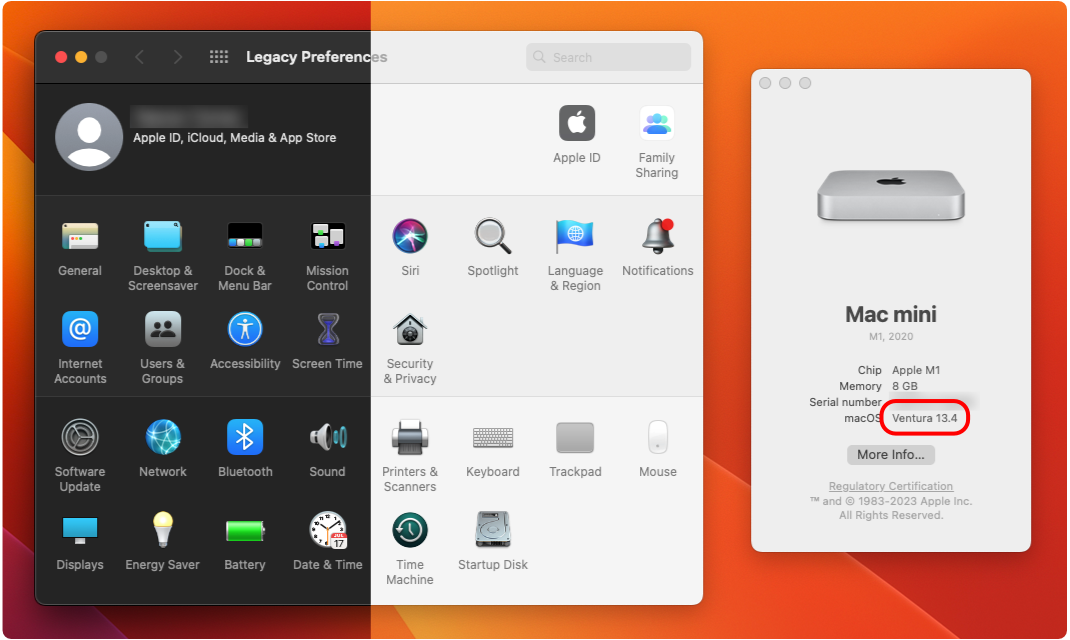 Legacy Preferences
Search
Apple ID, iCloud, Media & App Store
Apple ID
Family
Sharing
General
Desktop &
Screensaver
Dock &
Menu Bar
Mission
Control
Siri
Spotlight
Language
& Region
Notifications
@
Internet
Accounts
Users &
Groups
Accessibility
Screen Time
Security
& Privacy
Software
Update
Network
Bluetooth
Sound
Printers &
Scanners
Keyboard
Trackpad
Mouse
Displays
Energy Saver
Battery
JUL
17
Date & Time
Time
Machine
Startup Disk
Mac mini
M1, 2020
Chip Apple M1
Memory 8 GB
Serial number
macOS Ventura 13.4
More Info...
Regulatory Certification
™ and © 1983-2023 Apple Inc.
All Rights Reserved.